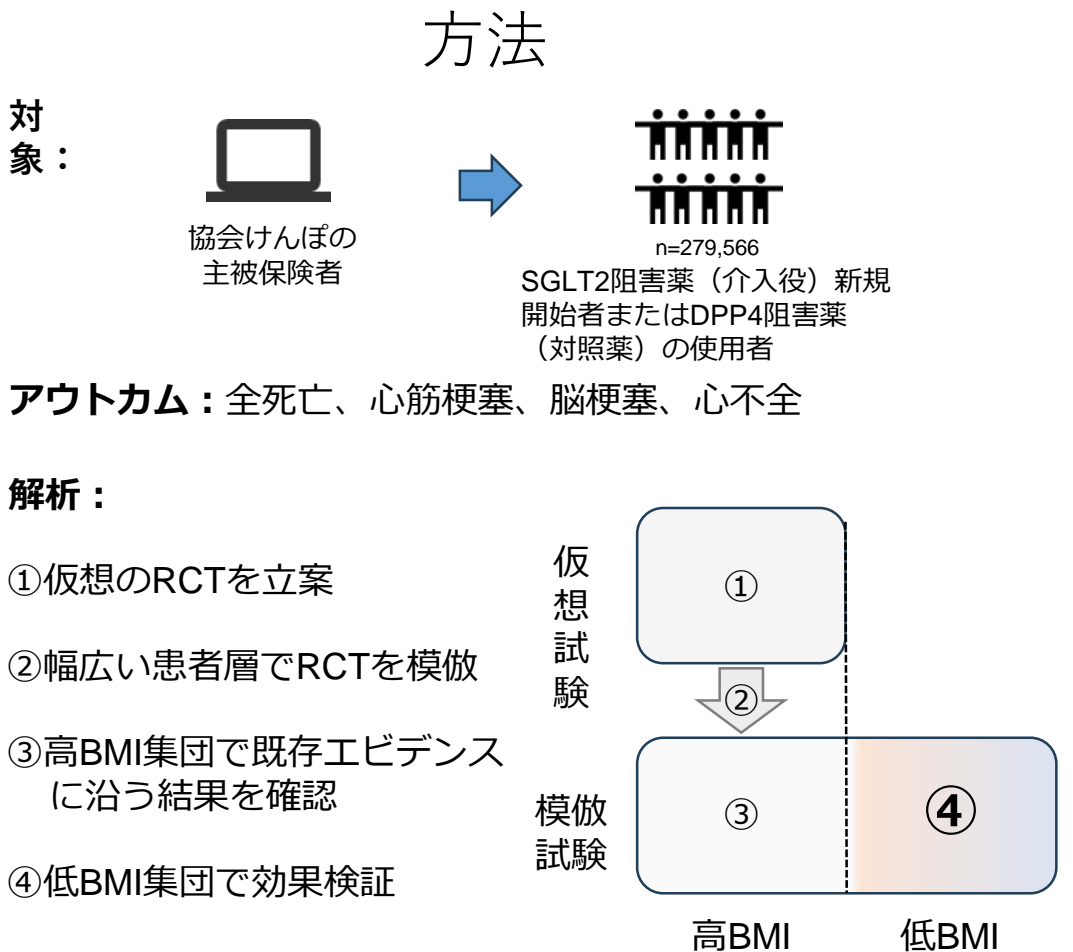 方法
対
象：
協会けんぽの
主被保険者
n=279,566
SGLT2阻害薬（介入役）新規
開始者またはDPP4阻害薬
（対照薬）の使用者
アウトカム：全死亡、心筋梗塞、脳梗塞、心不全
解析：
①仮想のRCTを立案
②幅広い患者層でRCTを模倣
③高BMI集団で既存エビデンス
に沿う結果を確認
④低BMI集団で効果検証
仮
想
試
験
①
②
模倣
試験
③
④
高BMI
低BMI